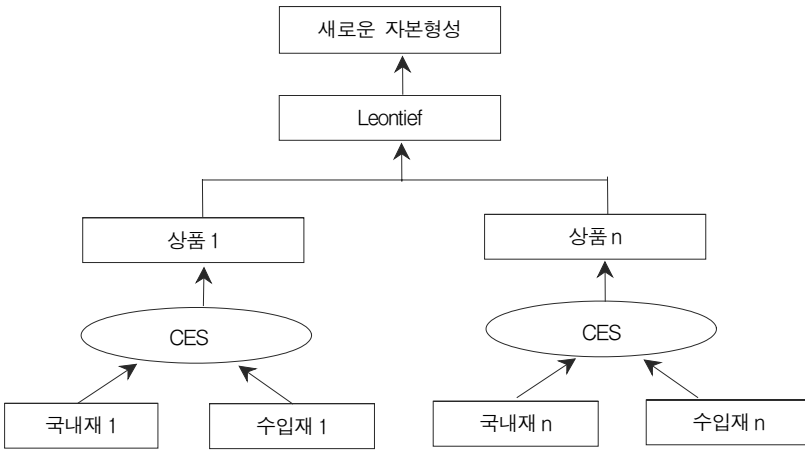 새로운 자본형성
Leontief
상품 1
상품 n
CES
CES
국내재 1
수입재 1
국내재 n
수입재 n